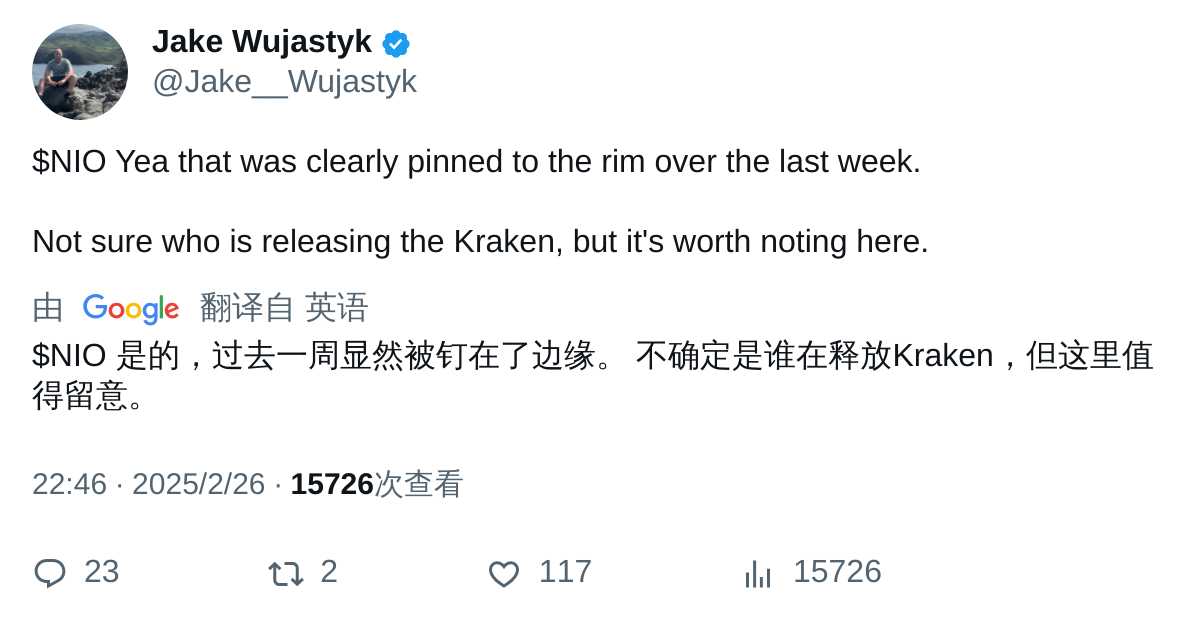 Jake Wujastyk
@Jake__Wujastyk
$NIO Yea that was clearly pinned to the rim over the last week.
Not sure who is releasing the Kraken, but it's worth noting here.
由 Google 翻译自 英语
$NIO 是的，过去一周显然被钉在了边缘。 不确定是谁在释放Kraken，但这里值
得留意。
22:46 · 2025/2/26 · 15726次查看
23 2 117 15726